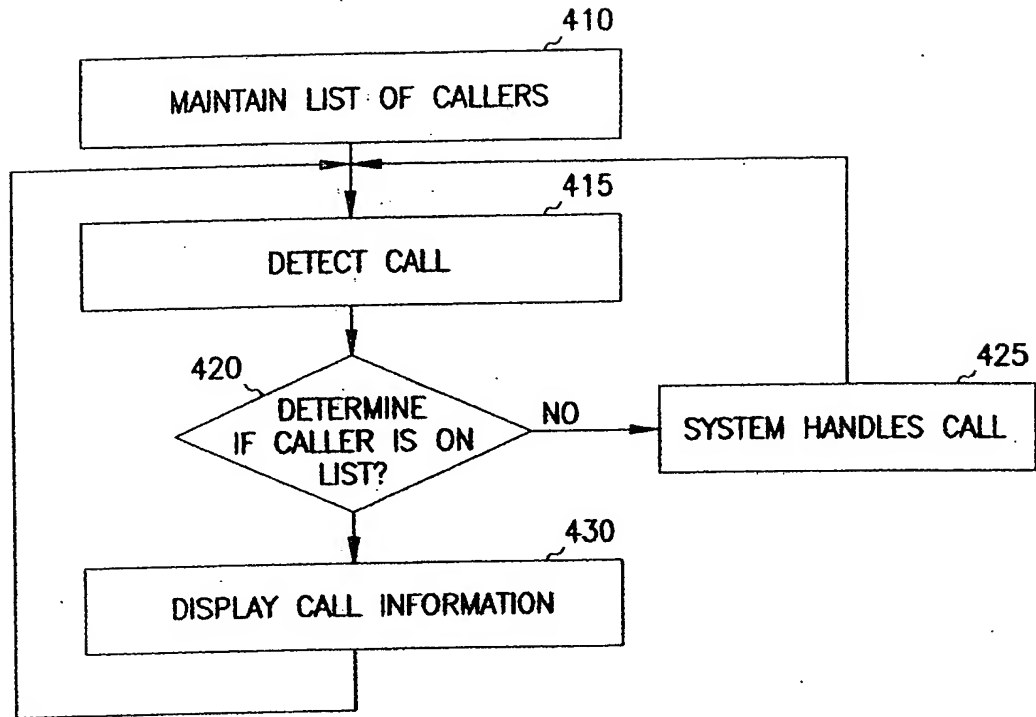 410
MAINTAIN LIST OF CALLERS
415
DETECT CALL
420
DETERMINE
IF CALLER IS ON
LIST?
NO
425
SYSTEM HANDLES CALL
430
DISPLAY CALL INFORMATION